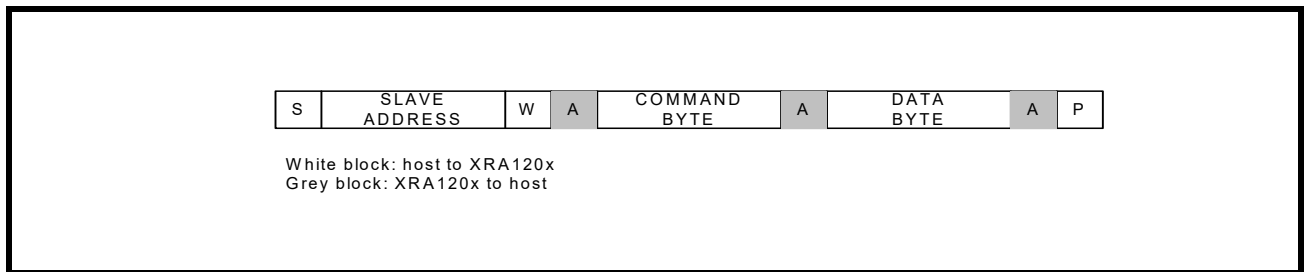 S SLAVE ADDRESS W A COMMAND BYTE A DATA BYTE A P
White block: host to XRA120x
Grey block: XRA120x to host